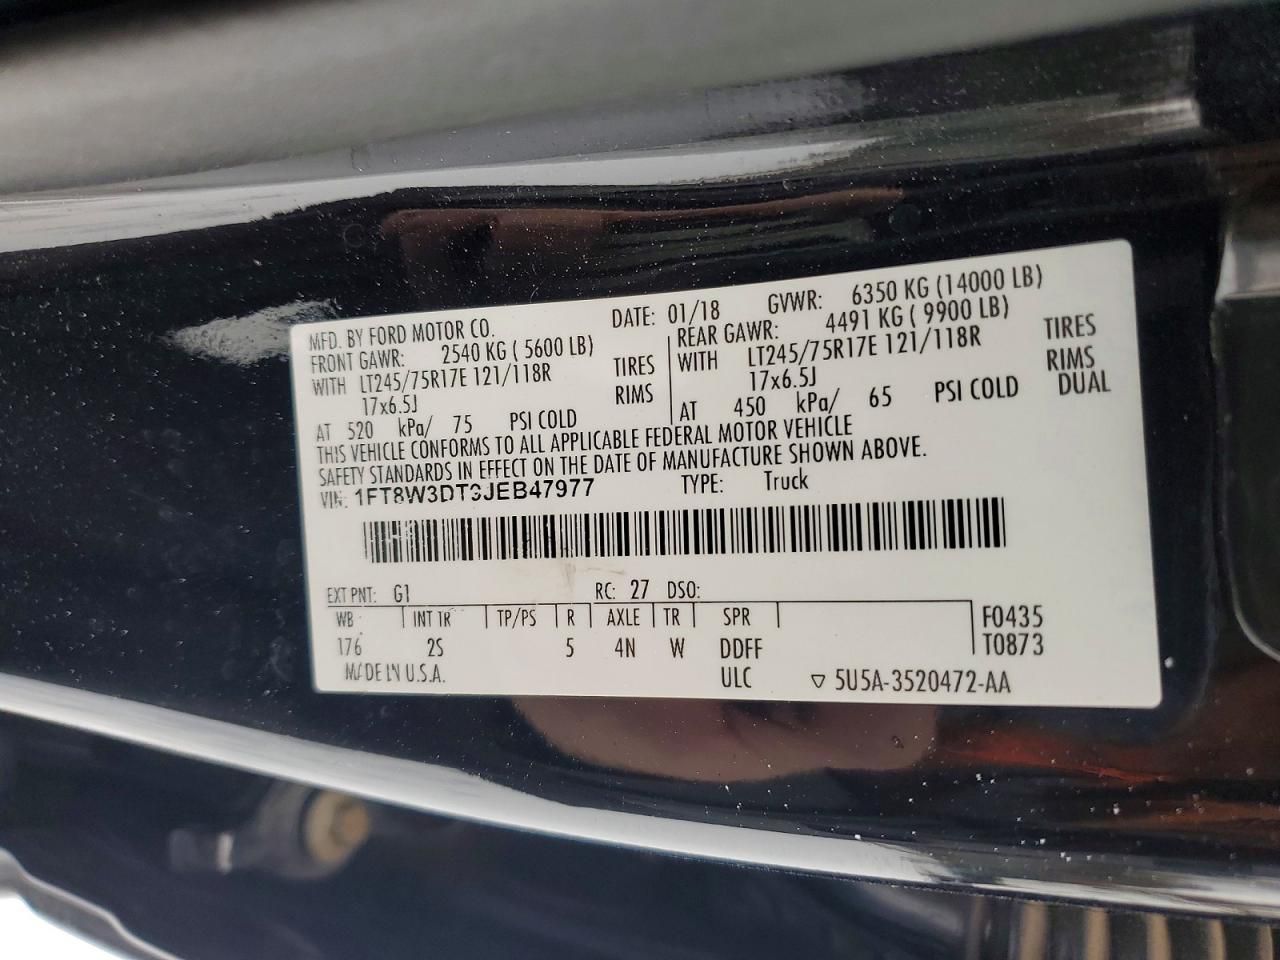 MFD. BY FORD MOTOR CO. DATE: 01/18 GVWR: 6350 KG (14000 LB)
FRONT GAWR: 2540 KG ( 5600 LB) REAR GAWR: 4491 KG ( 9900 LB)
WITH LT245/75R17E 121/118R TIRES WITH LT245/75R17E 121/118R TIRES
17x6.5J RIMS 17x6.5J RIMS
AT 520 kPa/ 75 PSI COLD AT 450 kPa/ 65 PSI COLD DUAL
THIS VEHICLE CONFORMS TO ALL APPLICABLE FEDERAL MOTOR VEHICLE
SAFETY STANDARDS IN EFFECT ON THE DATE OF MANUFACTURE SHOWN ABOVE.
VIN: 1FT8W3DT9JEB47977 TYPE: Truck
EXT PNT: G1 RC: 27 DSO:
WB INT TR TP/PS R AXLE TR SPR F0435
176 2S 5 4N W DDFF T0873
MADE IN U.S.A. ULC ▽ 5U5A-3520472-AA